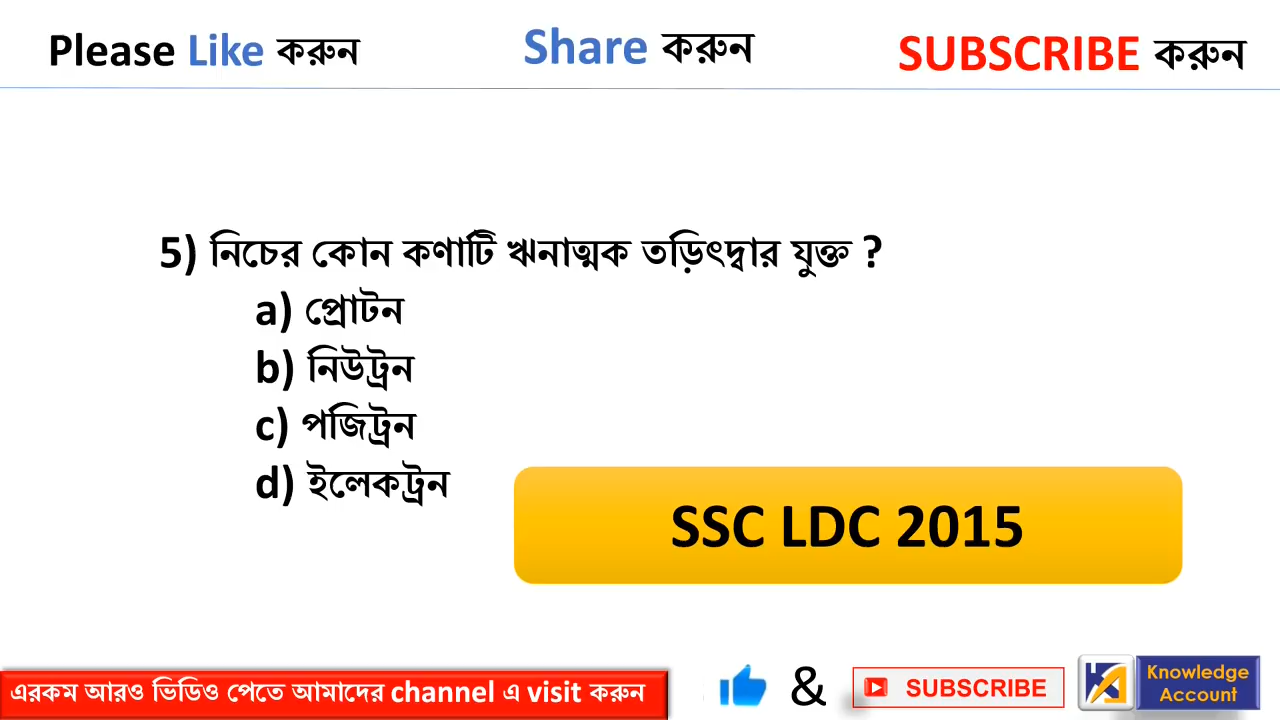 Please Like করুন
Share করুন
SUBSCRIBE করুন
5) নিচের কোন কণাটি ঋনাত্মক তড়িৎদ্বার যুক্ত ?
a) প্রোটন
b) নিউট্রন
c) পজিট্রন
d) ইলেকট্রন
SSC LDC 2015
এরকম আরও ভিডিও পেতে আমাদের channel এ visit করুন
&
SUBSCRIBE
Knowledge
Account